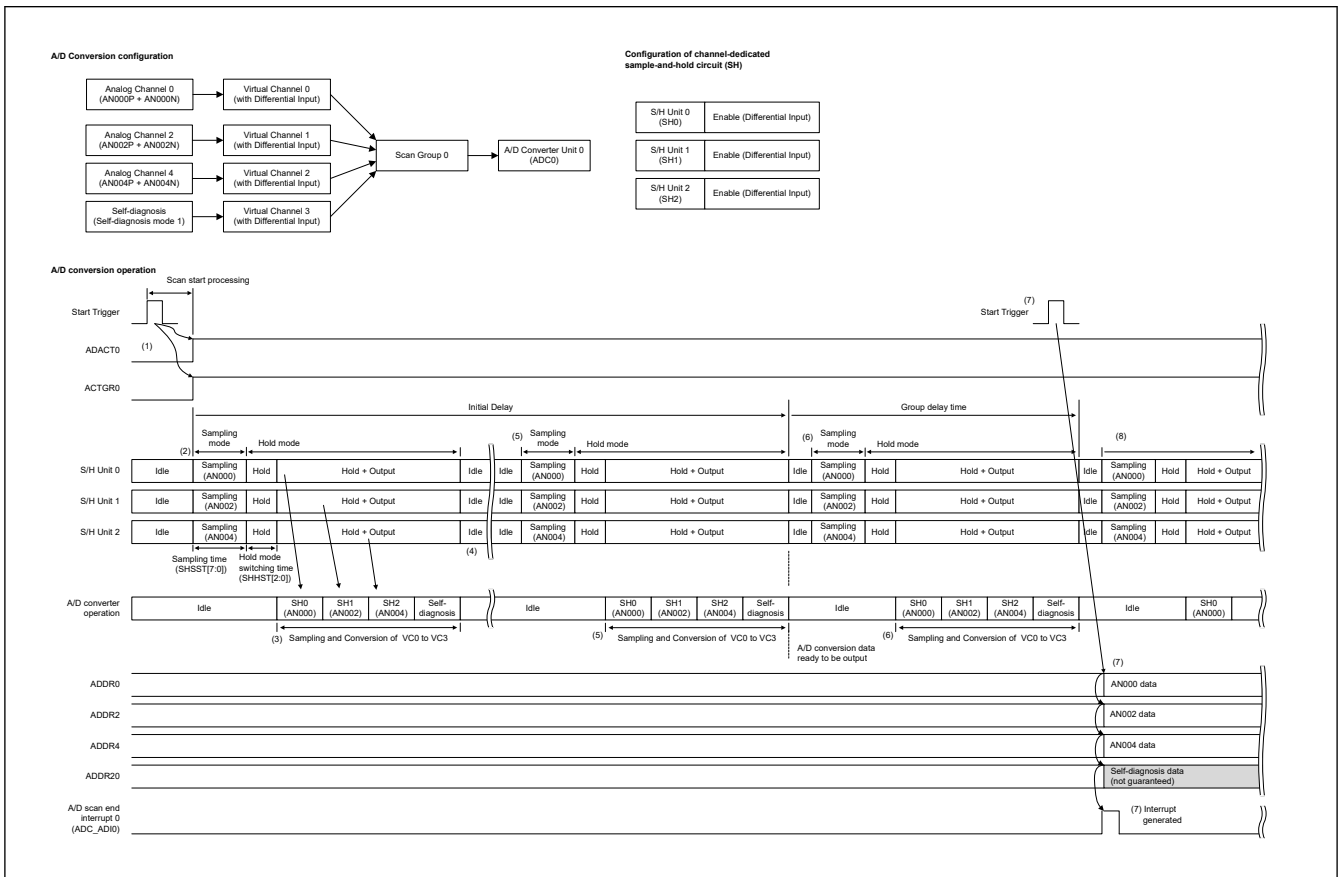 A/D Conversion configuration
Analog Channel 0
(AN000P + AN000N)
Virtual Channel 0
(with Differential Input)
Analog Channel 2
(AN002P + AN002N)
Virtual Channel 1
(with Differential Input)
Analog Channel 4
(AN004P + AN004N)
Virtual Channel 2
(with Differential Input)
Self-diagnosis
(Self-diagnosis mode 1)
Virtual Channel 3
(with Differential Input)
Scan Group 0
A/D Converter Unit 0
(ADC0)
Configuration of channel-dedicated
sample-and-hold circuit (SH)
S/H Unit 0
(SH0)
Enable (Differential Input)
S/H Unit 1
(SH1)
Enable (Differential Input)
S/H Unit 2
(SH2)
Enable (Differential Input)
A/D conversion operation
Scan start processing
Start Trigger
(7)
Start Trigger
(1)
ADACT0
ACTGR0
Initial Delay
Group delay time
(2)
Sampling
mode
Hold mode
(5)
Sampling
mode
Hold mode
(6)
Sampling
mode
Hold mode
(8)
S/H Unit 0
Idle
Sampling
(AN000)
Hold
Hold + Output
Idle
Idle
Sampling
(AN000)
Hold
Hold + Output
Idle
Sampling
(AN000)
Hold
Hold + Output
Idle
Sampling
(AN000)
Hold
Hold + Output
S/H Unit 1
Idle
Sampling
(AN002)
Hold
Hold + Output
Idle
Idle
Sampling
(AN002)
Hold
Hold + Output
Idle
Sampling
(AN002)
Hold
Hold + Output
Idle
Sampling
(AN002)
Hold
Hold + Output
S/H Unit 2
Idle
Sampling
(AN004)
Hold
Hold + Output
Idle
Idle
Sampling
(AN004)
Hold
Hold + Output
Idle
Sampling
(AN004)
Hold
Hold + Output
Idle
Sampling
(AN004)
Hold
Hold + Output
Sampling time
(SHSST[7:0])
Hold mode
switching time
(SHHST[2:0])
(4)
A/D converter
operation
Idle
SH0
(AN000)
SH1
(AN002)
SH2
(AN004)
Self-
diagnosis
Idle
SH0
(AN000)
SH1
(AN002)
SH2
(AN004)
Self-
diagnosis
Idle
SH0
(AN000)
SH1
(AN002)
SH2
(AN004)
Self-
diagnosis
Idle
SH0
(AN000)
(3)
Sampling and Conversion of VC0 to VC3
(5)
Sampling and Conversion of VC0 to VC3
(6)
Sampling and Conversion of VC0 to VC3
A/D conversion data
ready to be output
(7)
ADDR0
AN000 data
ADDR2
AN002 data
ADDR4
AN004 data
ADDR20
Self-diagnosis data
(not guaranteed)
A/D scan end
interrupt 0
(ADC_ADI0)
(7) Interrupt
generated